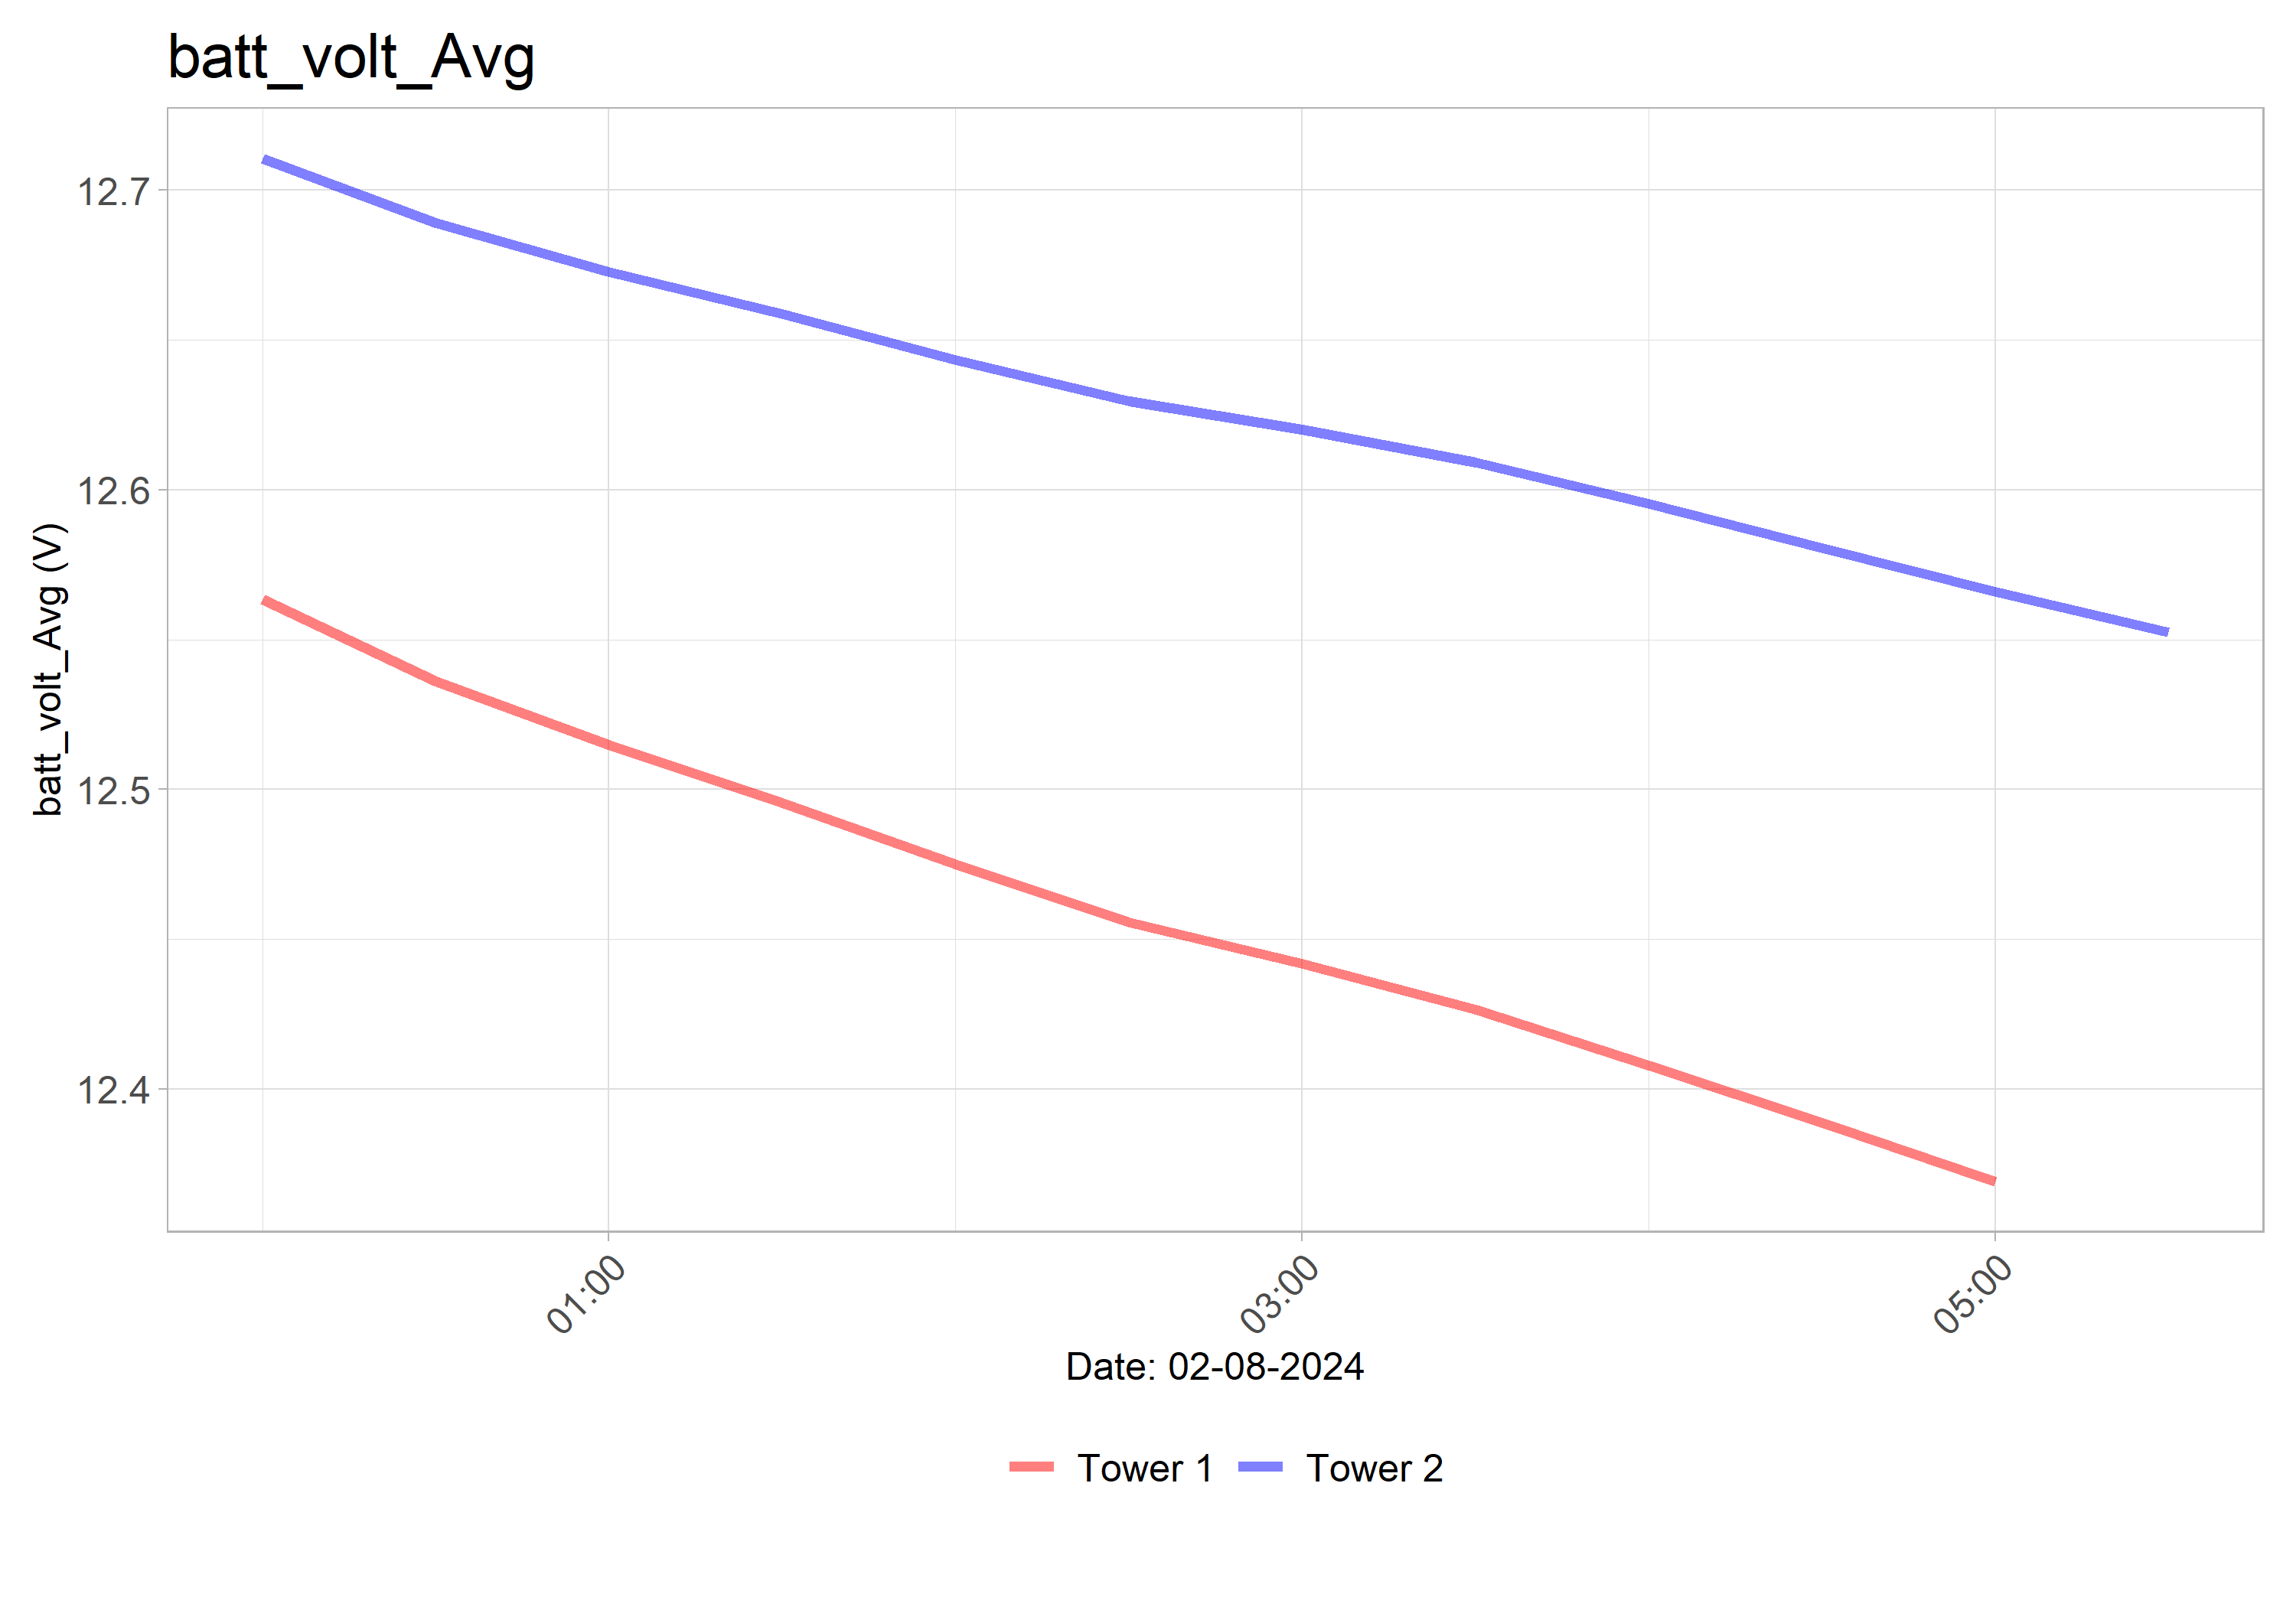 batt_volt_Avg
batt_volt_Avg (V)
12.7
12.6
12.5
12.4
01:00
03:00
05:00
Date: 02-08-2024
Tower 1
Tower 2